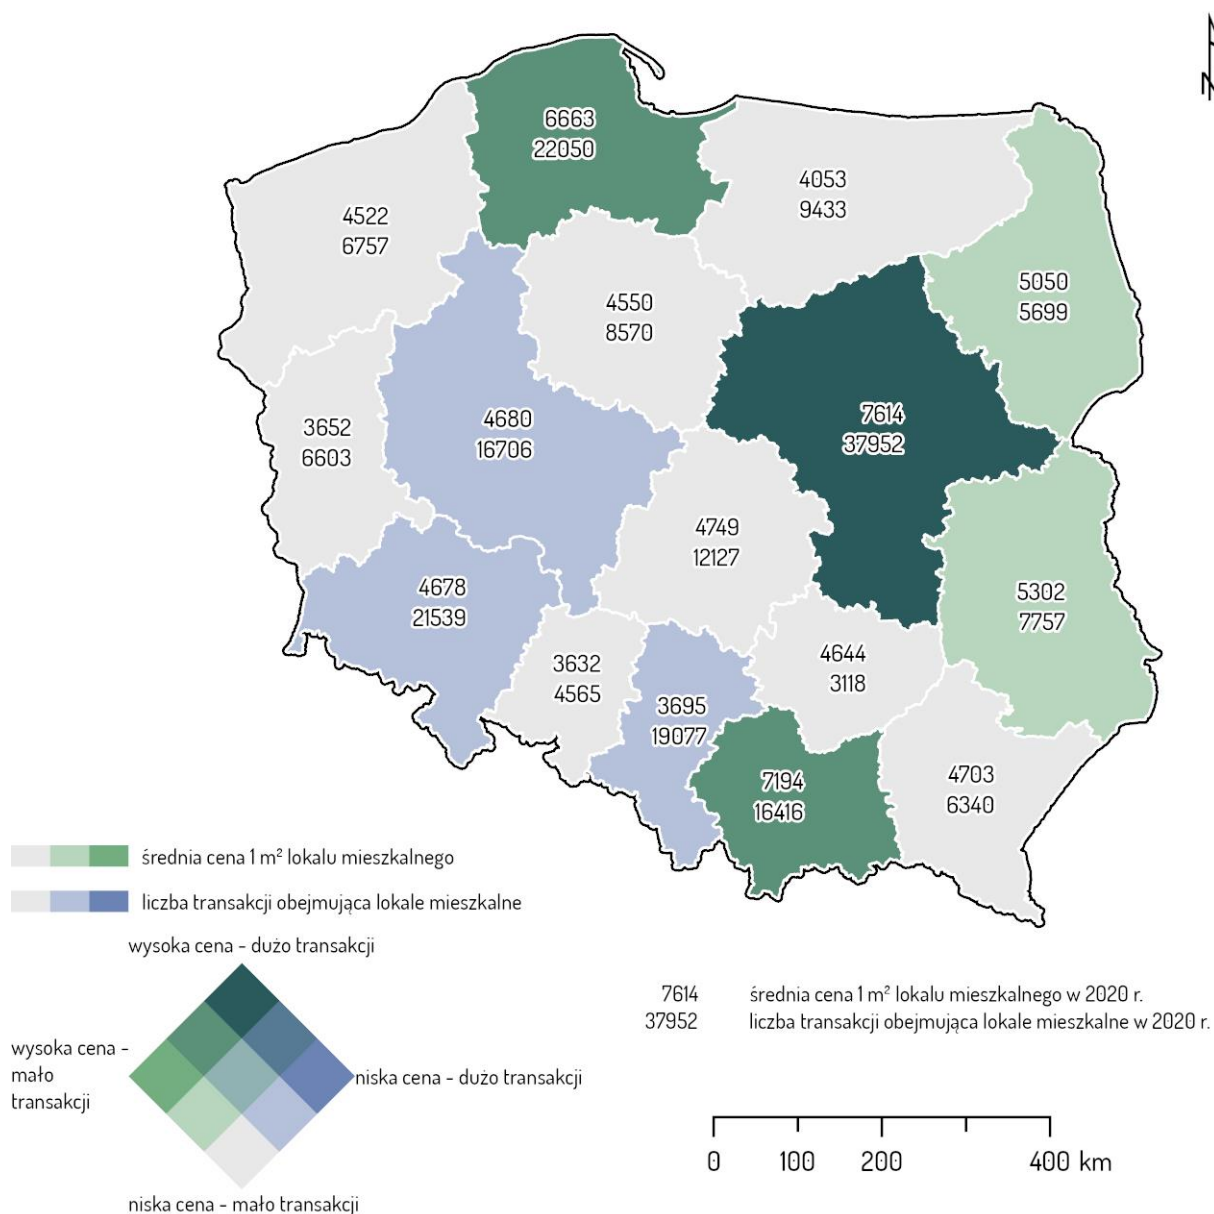 6663
22050
4053
9433
4522
6757
5050
5699
4550
8570
7614
37952
4680
16706
3652
6603
4749
12127
4678
21539
5302
7757
3632
4565
4644
3118
3695
19077
7194
16416
4703
6340
średnia cena 1 m² lokalu mieszkalnego
liczba transakcji obejmująca lokale mieszkalne
wysoka cena - dużo transakcji
wysoka cena -
mało
transakcji
niska cena - dużo transakcji
niska cena - mało transakcji
7614 średnia cena 1 m² lokalu mieszkalnego w 2020 r.
37952 liczba transakcji obejmująca lokale mieszkalne w 2020 r.
0 100 200 400 km